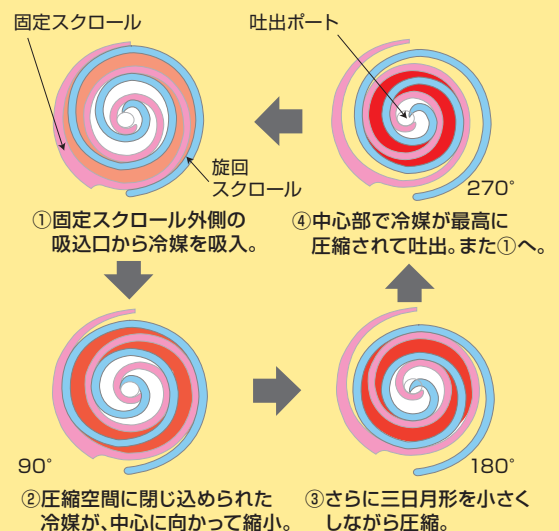 固定スクロール
吐出ポート
旋回
スクロール
270°
①固定スクロール外側の
吸込口から冷媒を吸入。
④中心部で冷媒が最高に
圧縮されて吐出。また①へ。
90°
180°
②圧縮空間に閉じ込められた
冷媒が、中心に向かって縮小。
③さらに三日月形を小さく
しながら圧縮。